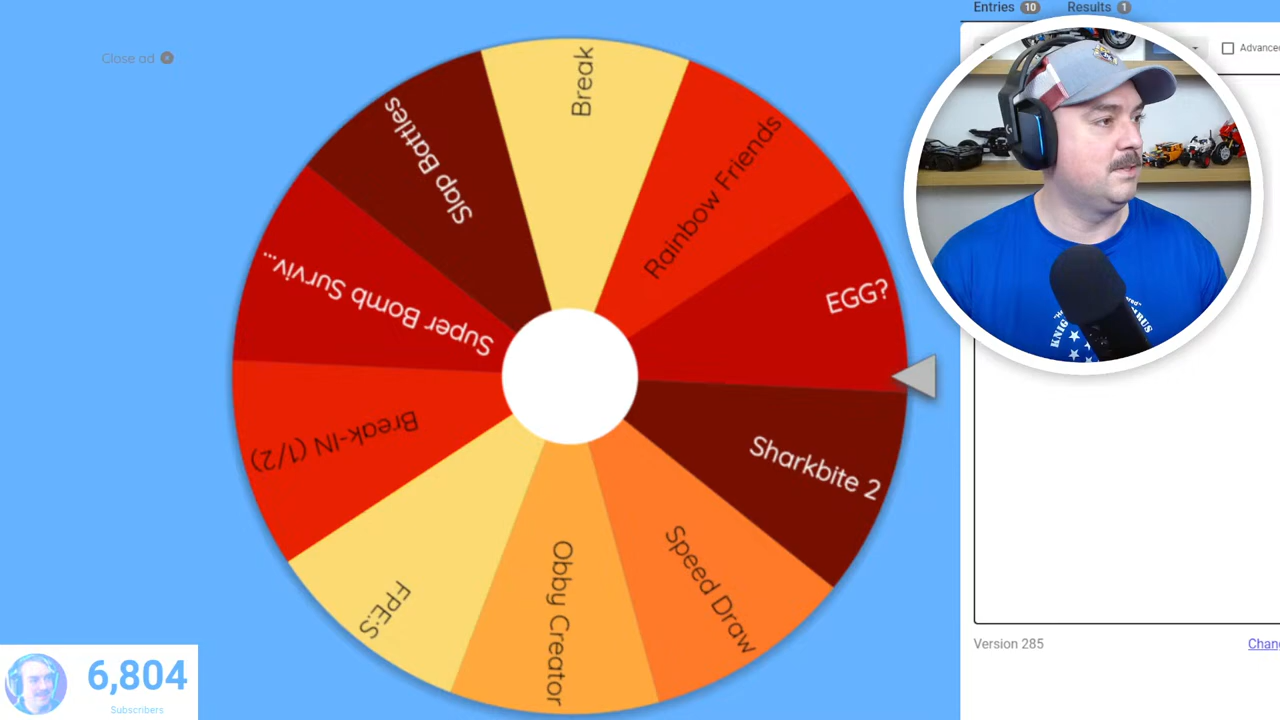 Entries 10 Results 1
Close ad
Advanced
Break
Rainbow Friends
EGG?
Sharkbite 2
Speed Draw
Obby Creator
FPE:S
Break-IN (1/2)
Super Bomb Surviv...
Slap Battles
Version 285
Chan
6,804
Subscribers